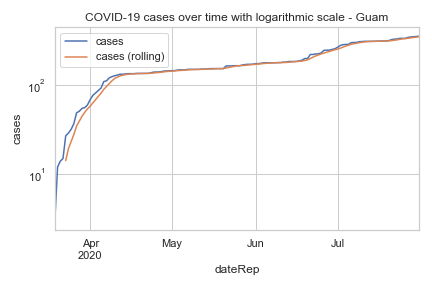 COVID-19 cases over time with logarithmic scale - Guam
cases
cases (rolling)
10²
10¹
cases
Apr
2020
May
Jun
Jul
dateRep